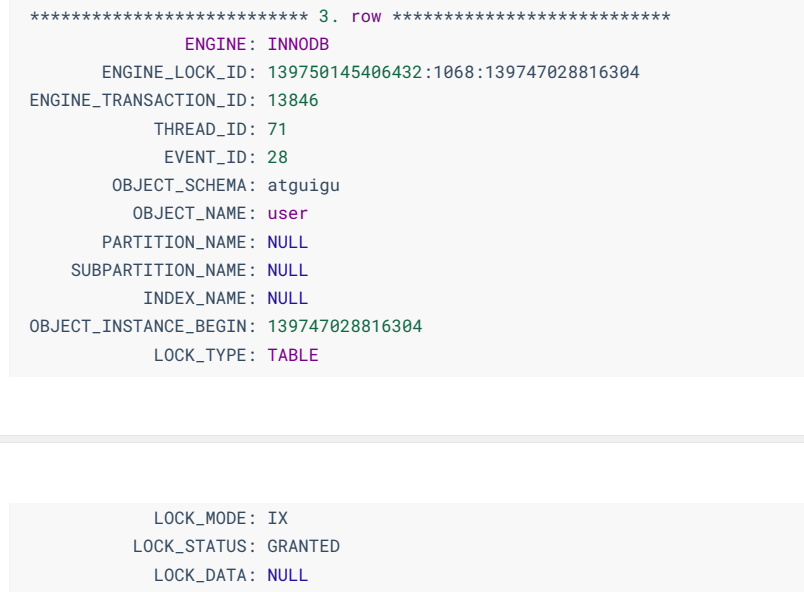 *************************** 3. row ***************************
ENGINE: INNODB
ENGINE_LOCK_ID: 139750145406432:1068:139747028816304
ENGINE_TRANSACTION_ID: 13846
THREAD_ID: 71
EVENT_ID: 28
OBJECT_SCHEMA: atguigu
OBJECT_NAME: user
PARTITION_NAME: NULL
SUBPARTITION_NAME: NULL
INDEX_NAME: NULL
OBJECT_INSTANCE_BEGIN: 139747028816304
LOCK_TYPE: TABLE
LOCK_MODE: IX
LOCK_STATUS: GRANTED
LOCK_DATA: NULL